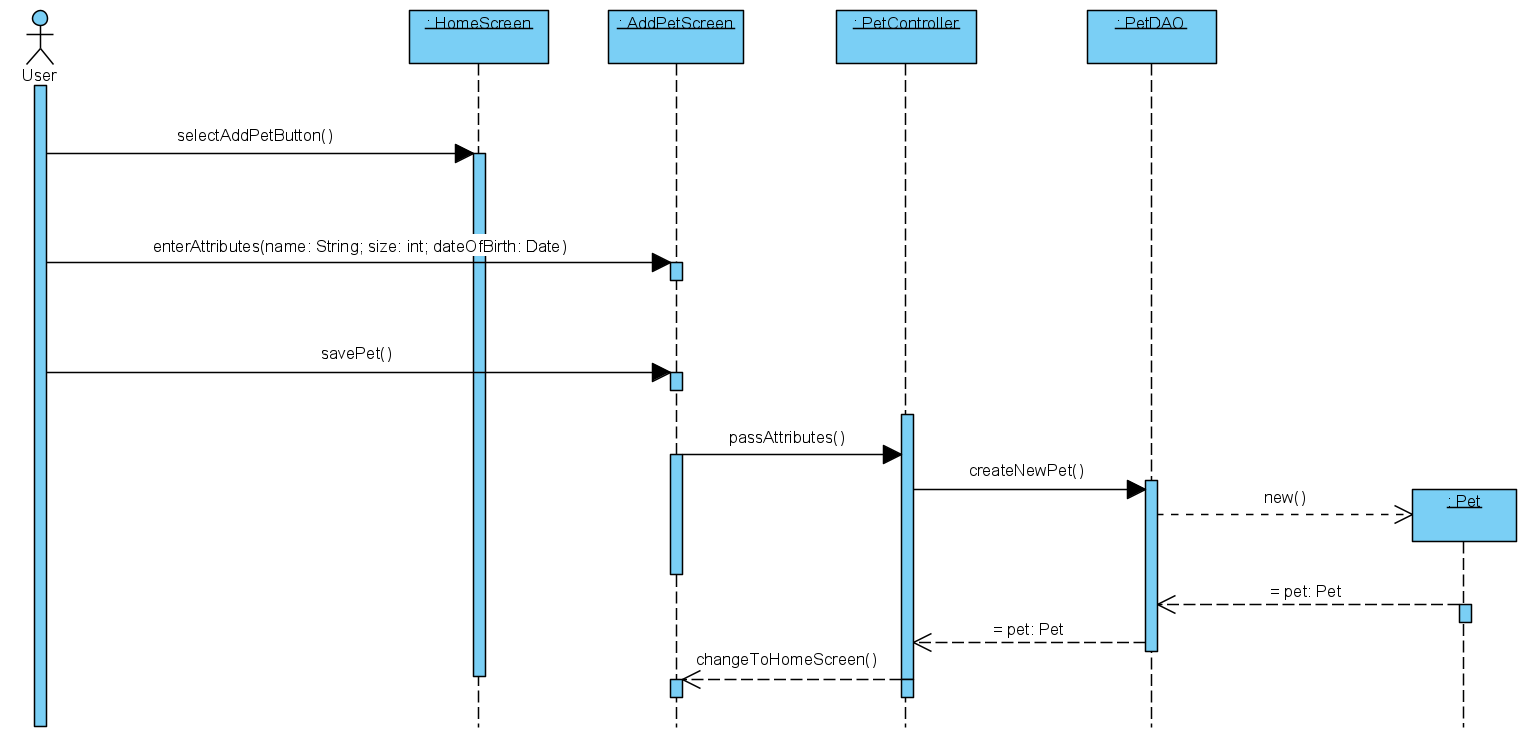 : HomeScreen
: AddPetScreen
: PetController
: PetDAO
User
selectAddPetButton()
enterAttributes(name: String; size: int; dateOfBirth: Date)
savePet()
passAttributes()
createNewPet()
new()
: Pet
= pet: Pet
= pet: Pet
changeToHomeScreen()